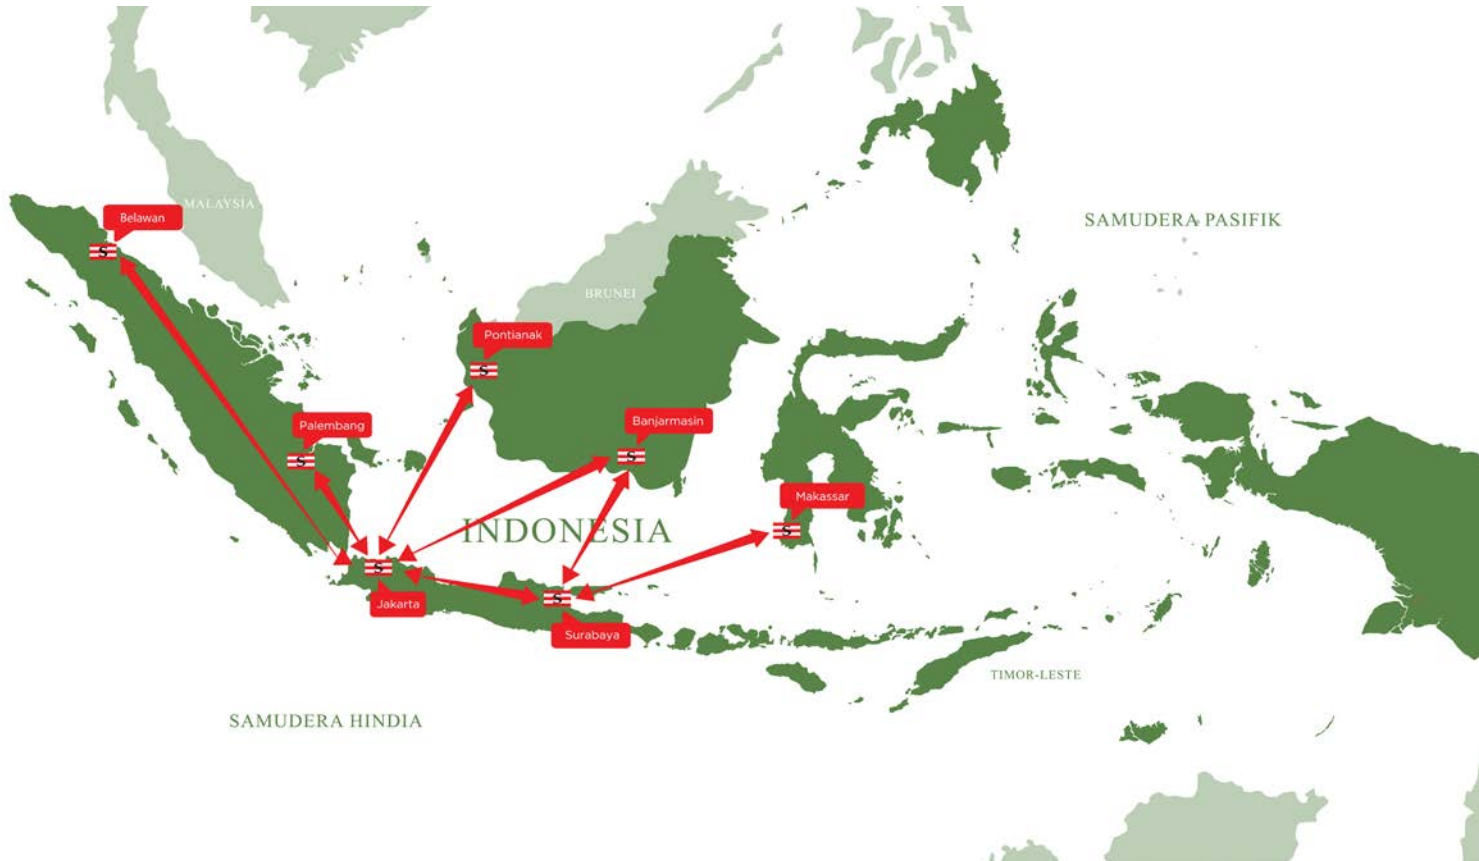 MALAYSIA
Belawan
S
SAMUDERA PASIFIK
BRUNEI
Pontianak
S
Palembang
S
Banjarmasin
S
Makassar
S
INDONESIA
S
Jakarta
S
Surabaya
TIMOR-LESTE
SAMUDERA HINDIA